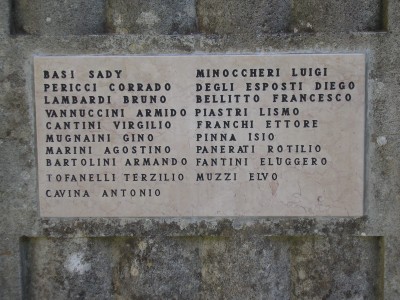 BASI SADY
PERICCI CORRADO
LAMBARDI BRUNO
VANNUCCINI ARMIDO
CANTINI VIRGILIO
MUGNAINI GINO
MARINI AGOSTINO
BARTOLINI ARMANDO
TOFANELLI TERZILIO
CAVINA ANTONIO
MINOCCHERI LUIGI
DEGLI ESPOSTI DIEGO
BELLITTO FRANCESCO
PIASTRI LISMO
FRANCHI ETTORE
PINNA ISIO
PANERATI ROTILIO
FANTINI ELUGGERO
MUZZI ELVO